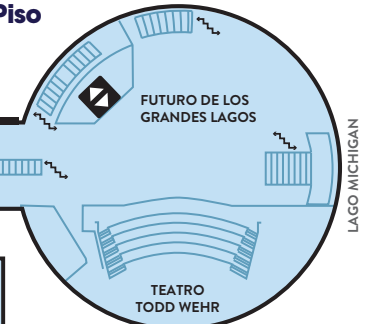 Piso
FUTURO DE LOS
GRANDES LAGOS
LAGO MICHIGAN
TEATRO
TODD WEHR